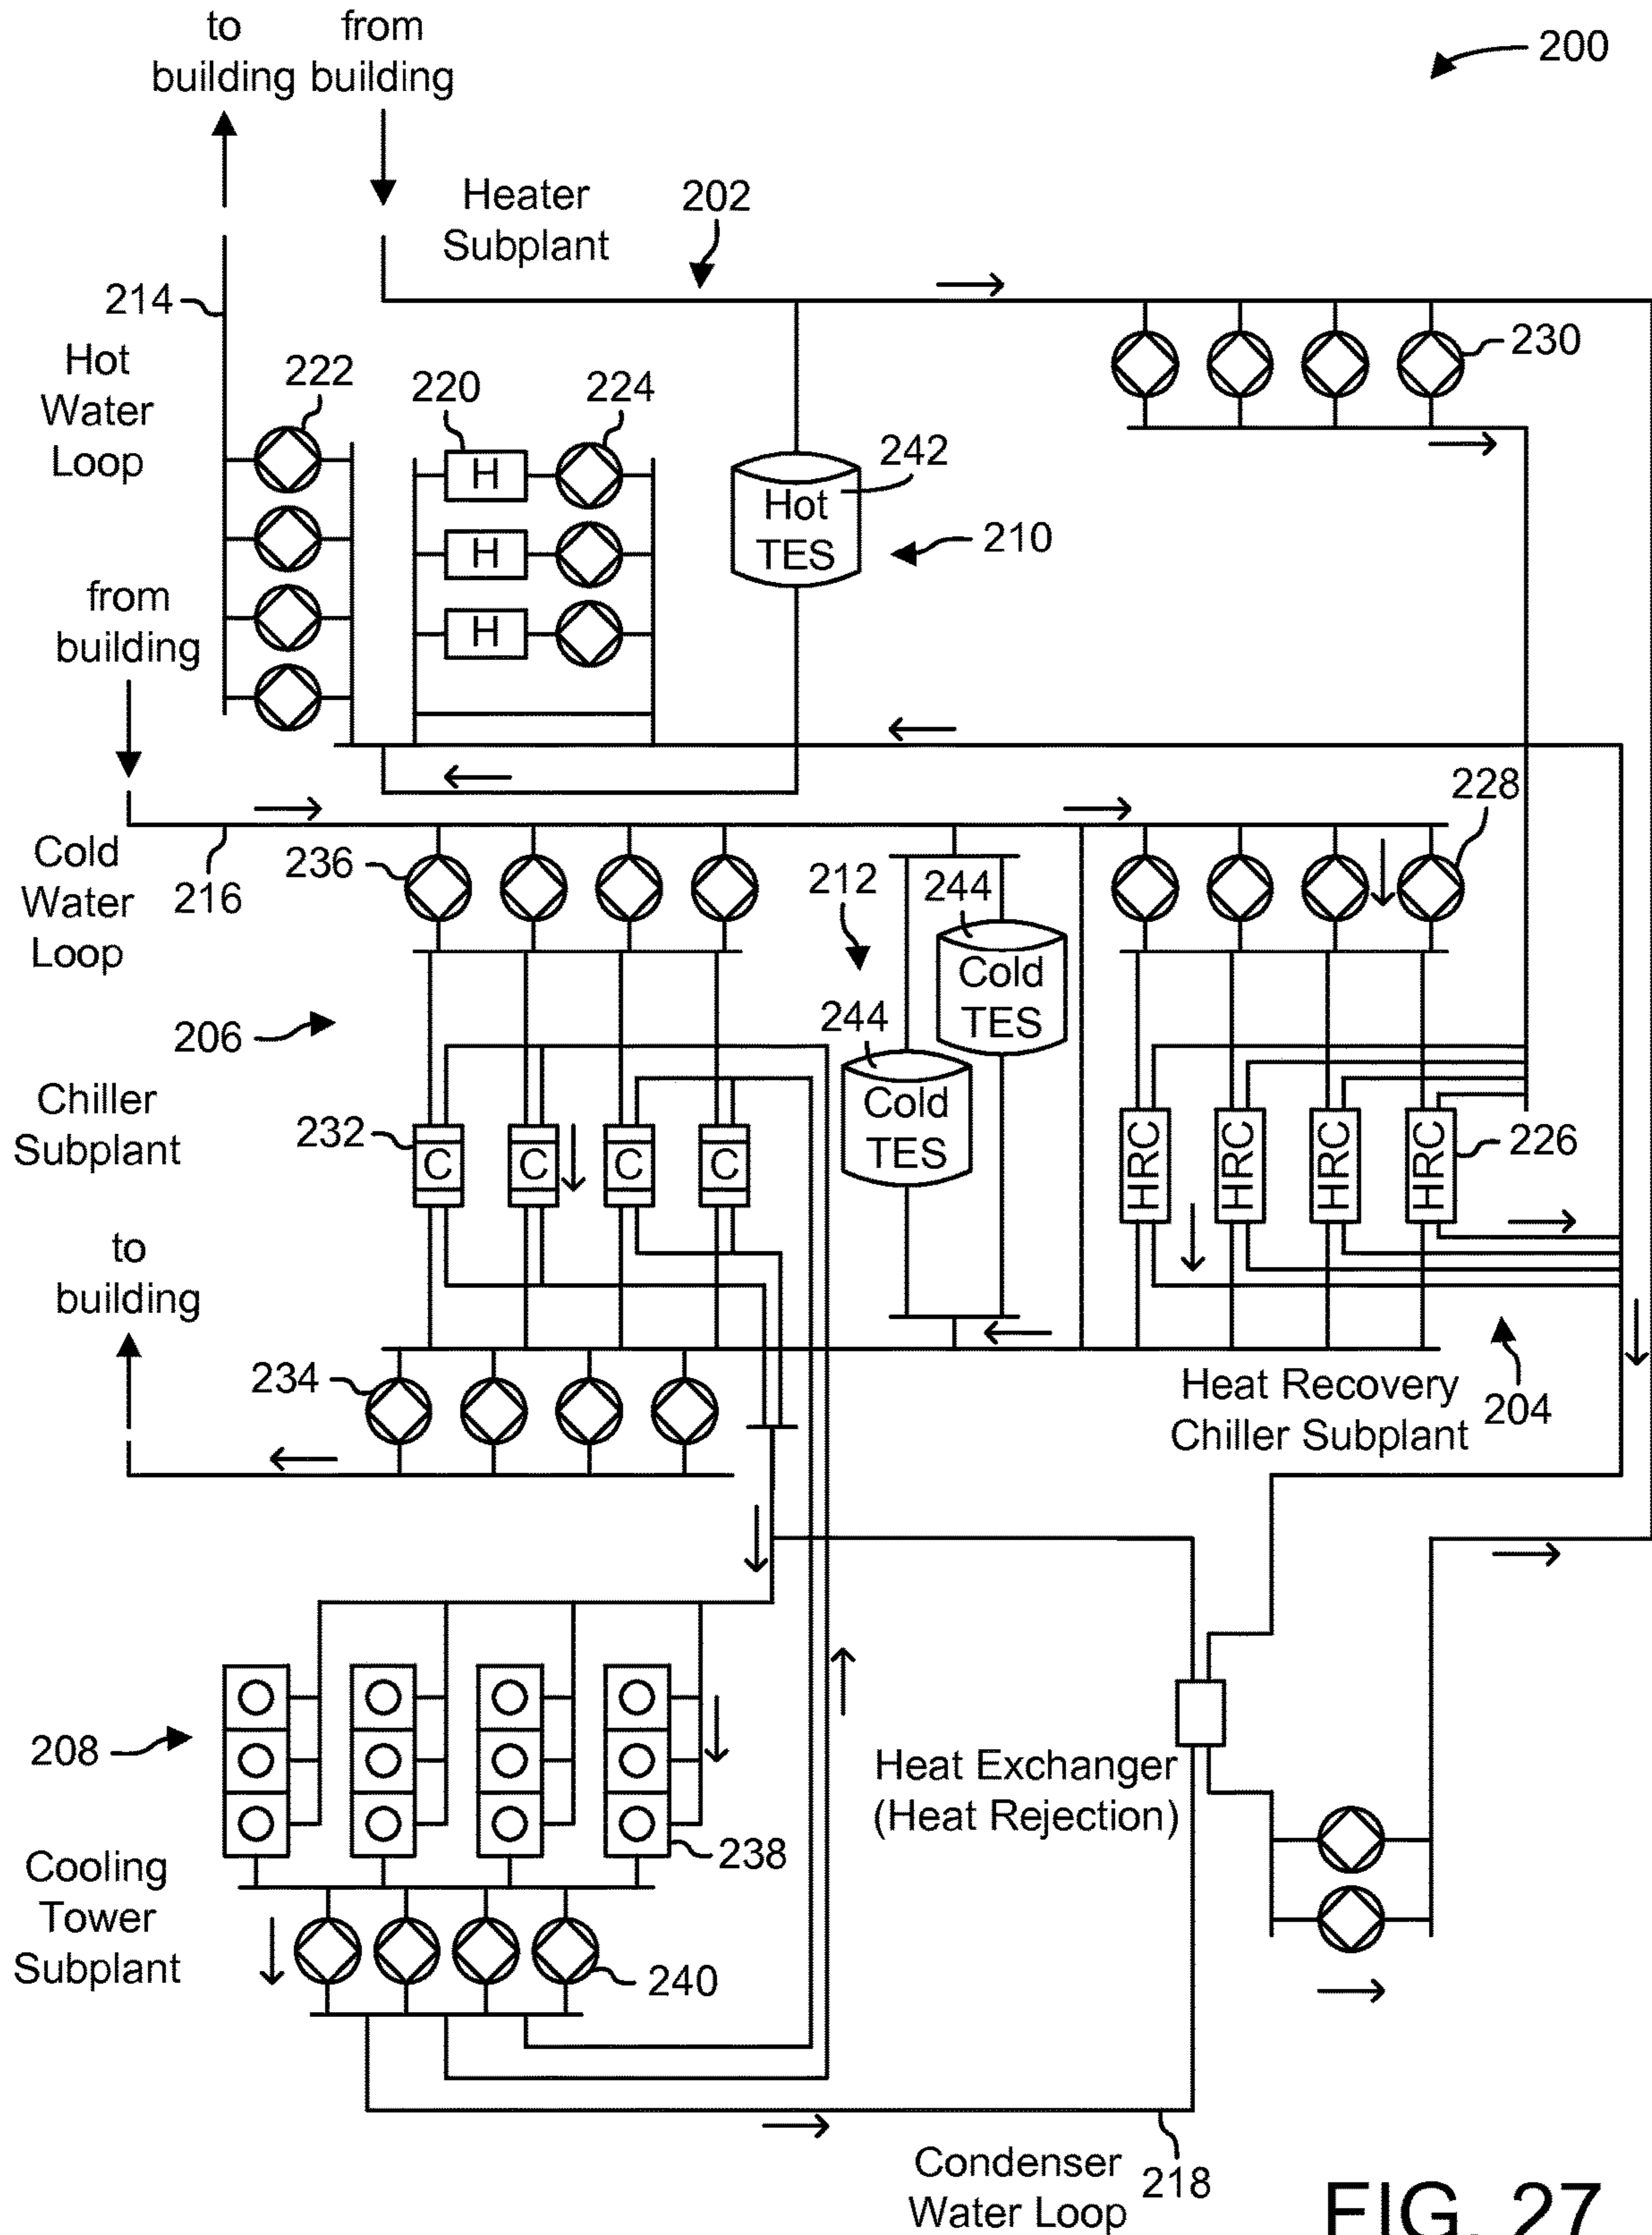 to
building
from
building
200
Heater
Subplant
202
214
Hot
Water
Loop
222
220
224
230
H
H
H
Hot
TES
242
210
from
building
228
Cold
Water
Loop
216
236
212
244
Cold
TES
244
Cold
TES
206
Chiller
Subplant
232
C
C
C
C
HRC
HRC
HRC
HRC
226
to
building
234
Heat Recovery
Chiller Subplant
204
208
Heat Exchanger
(Heat Rejection)
238
Cooling
Tower
Subplant
240
Condenser
Water Loop
218
FIG. 27